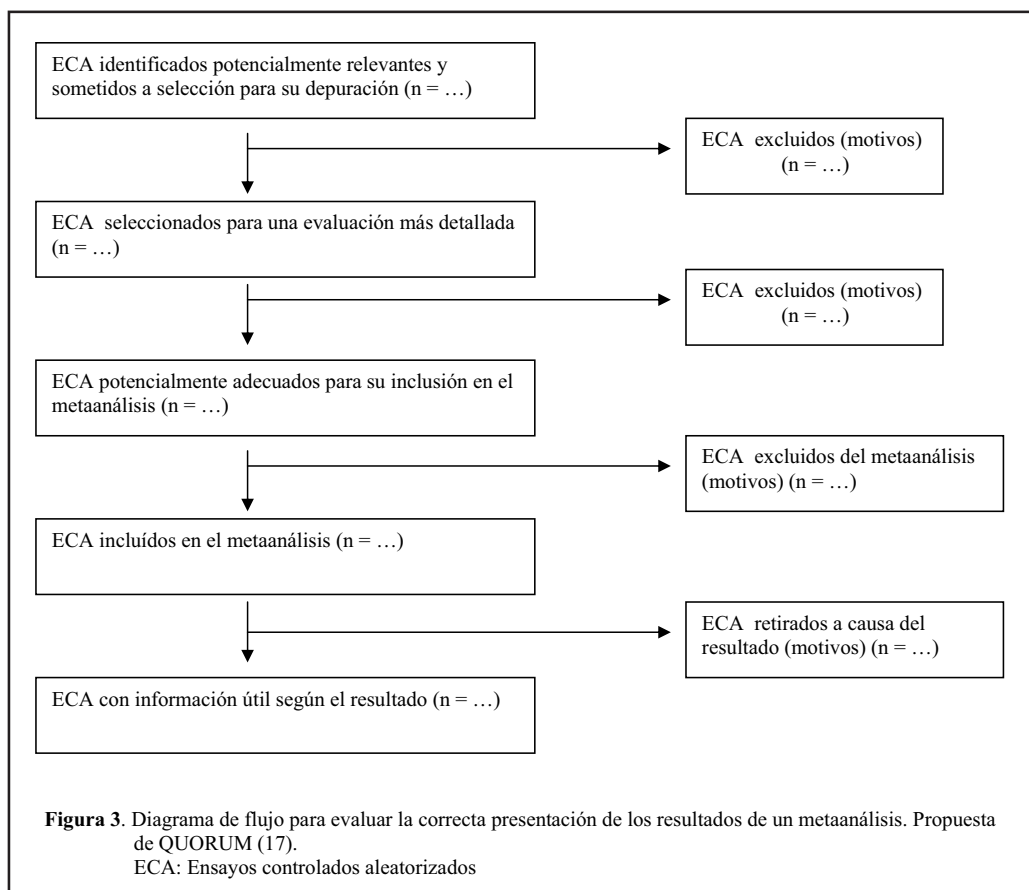 ECA identificados potencialmente relevantes y
sometidos a selección para su depuración (n = …)
ECA excluidos (motivos)
(n = …)
ECA seleccionados para una evaluación más detallada
(n = …)
ECA excluidos (motivos)
(n = …)
ECA potencialmente adecuados para su inclusión en el
metaanálisis (n = …)
ECA excluidos del metaanálisis
(motivos) (n = …)
ECA incluídos en el metaanálisis (n = …)
ECA retirados a causa del
resultado (motivos) (n = …)
ECA con información útil según el resultado (n = …)
Figura 3. Diagrama de flujo para evaluar la correcta presentación de los resultados de un metaanálisis. Propuesta
de QUORUM (17).
ECA: Ensayos controlados aleatorizados